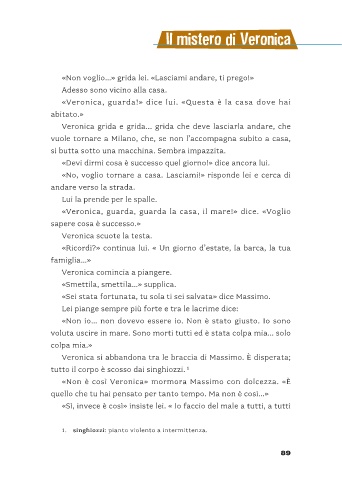 Il mistero di Veronica
«Non voglio...» grida lei. «Lasciami andare, ti prego!»
Adesso sono vicino alla casa.
«Veronica, guarda!» dice lui. «Questa è la casa dove hai
abitato.»
Veronica grida e grida... grida che deve lasciarla andare, che
vuole tornare a Milano, che, se non l'accompagna subito a casa,
si butta sotto una macchina. Sembra impazzita.
«Devi dirmi cosa è successo quel giorno!» dice ancora lui.
«No, voglio tornare a casa. Lasciami!» risponde lei e cerca di
andare verso la strada.
Lui la prende per le spalle.
«Veronica, guarda, guarda la casa, il mare!» dice. «Voglio
sapere cosa è successo.»
Veronica scuote la testa.
«Ricordi?» continua lui. « Un giorno d'estate, la barca, la tua
famiglia...»
Veronica comincia a piangere.
«Smettila, smettila...» supplica.
«Sei stata fortunata, tu sola ti sei salvata» dice Massimo.
Lei piange sempre più forte e tra le lacrime dice:
«Non io... non dovevo essere io. Non è stato giusto. Io sono
voluta uscire in mare. Sono morti tutti ed è stata colpa mia... solo
colpa mia.»
Veronica si abbandona tra le braccia di Massimo. È disperata;
tutto il corpo è scosso dai singhiozzi.¹
«Non è così Veronica» mormora Massimo con dolcezza. «È
quello che tu hai pensato per tanto tempo. Ma non è così...»
«Sì, invece è così» insiste lei. « Io faccio del male a tutti, a tutti
1. singhiozzi: pianto violento a intermittenza.
89